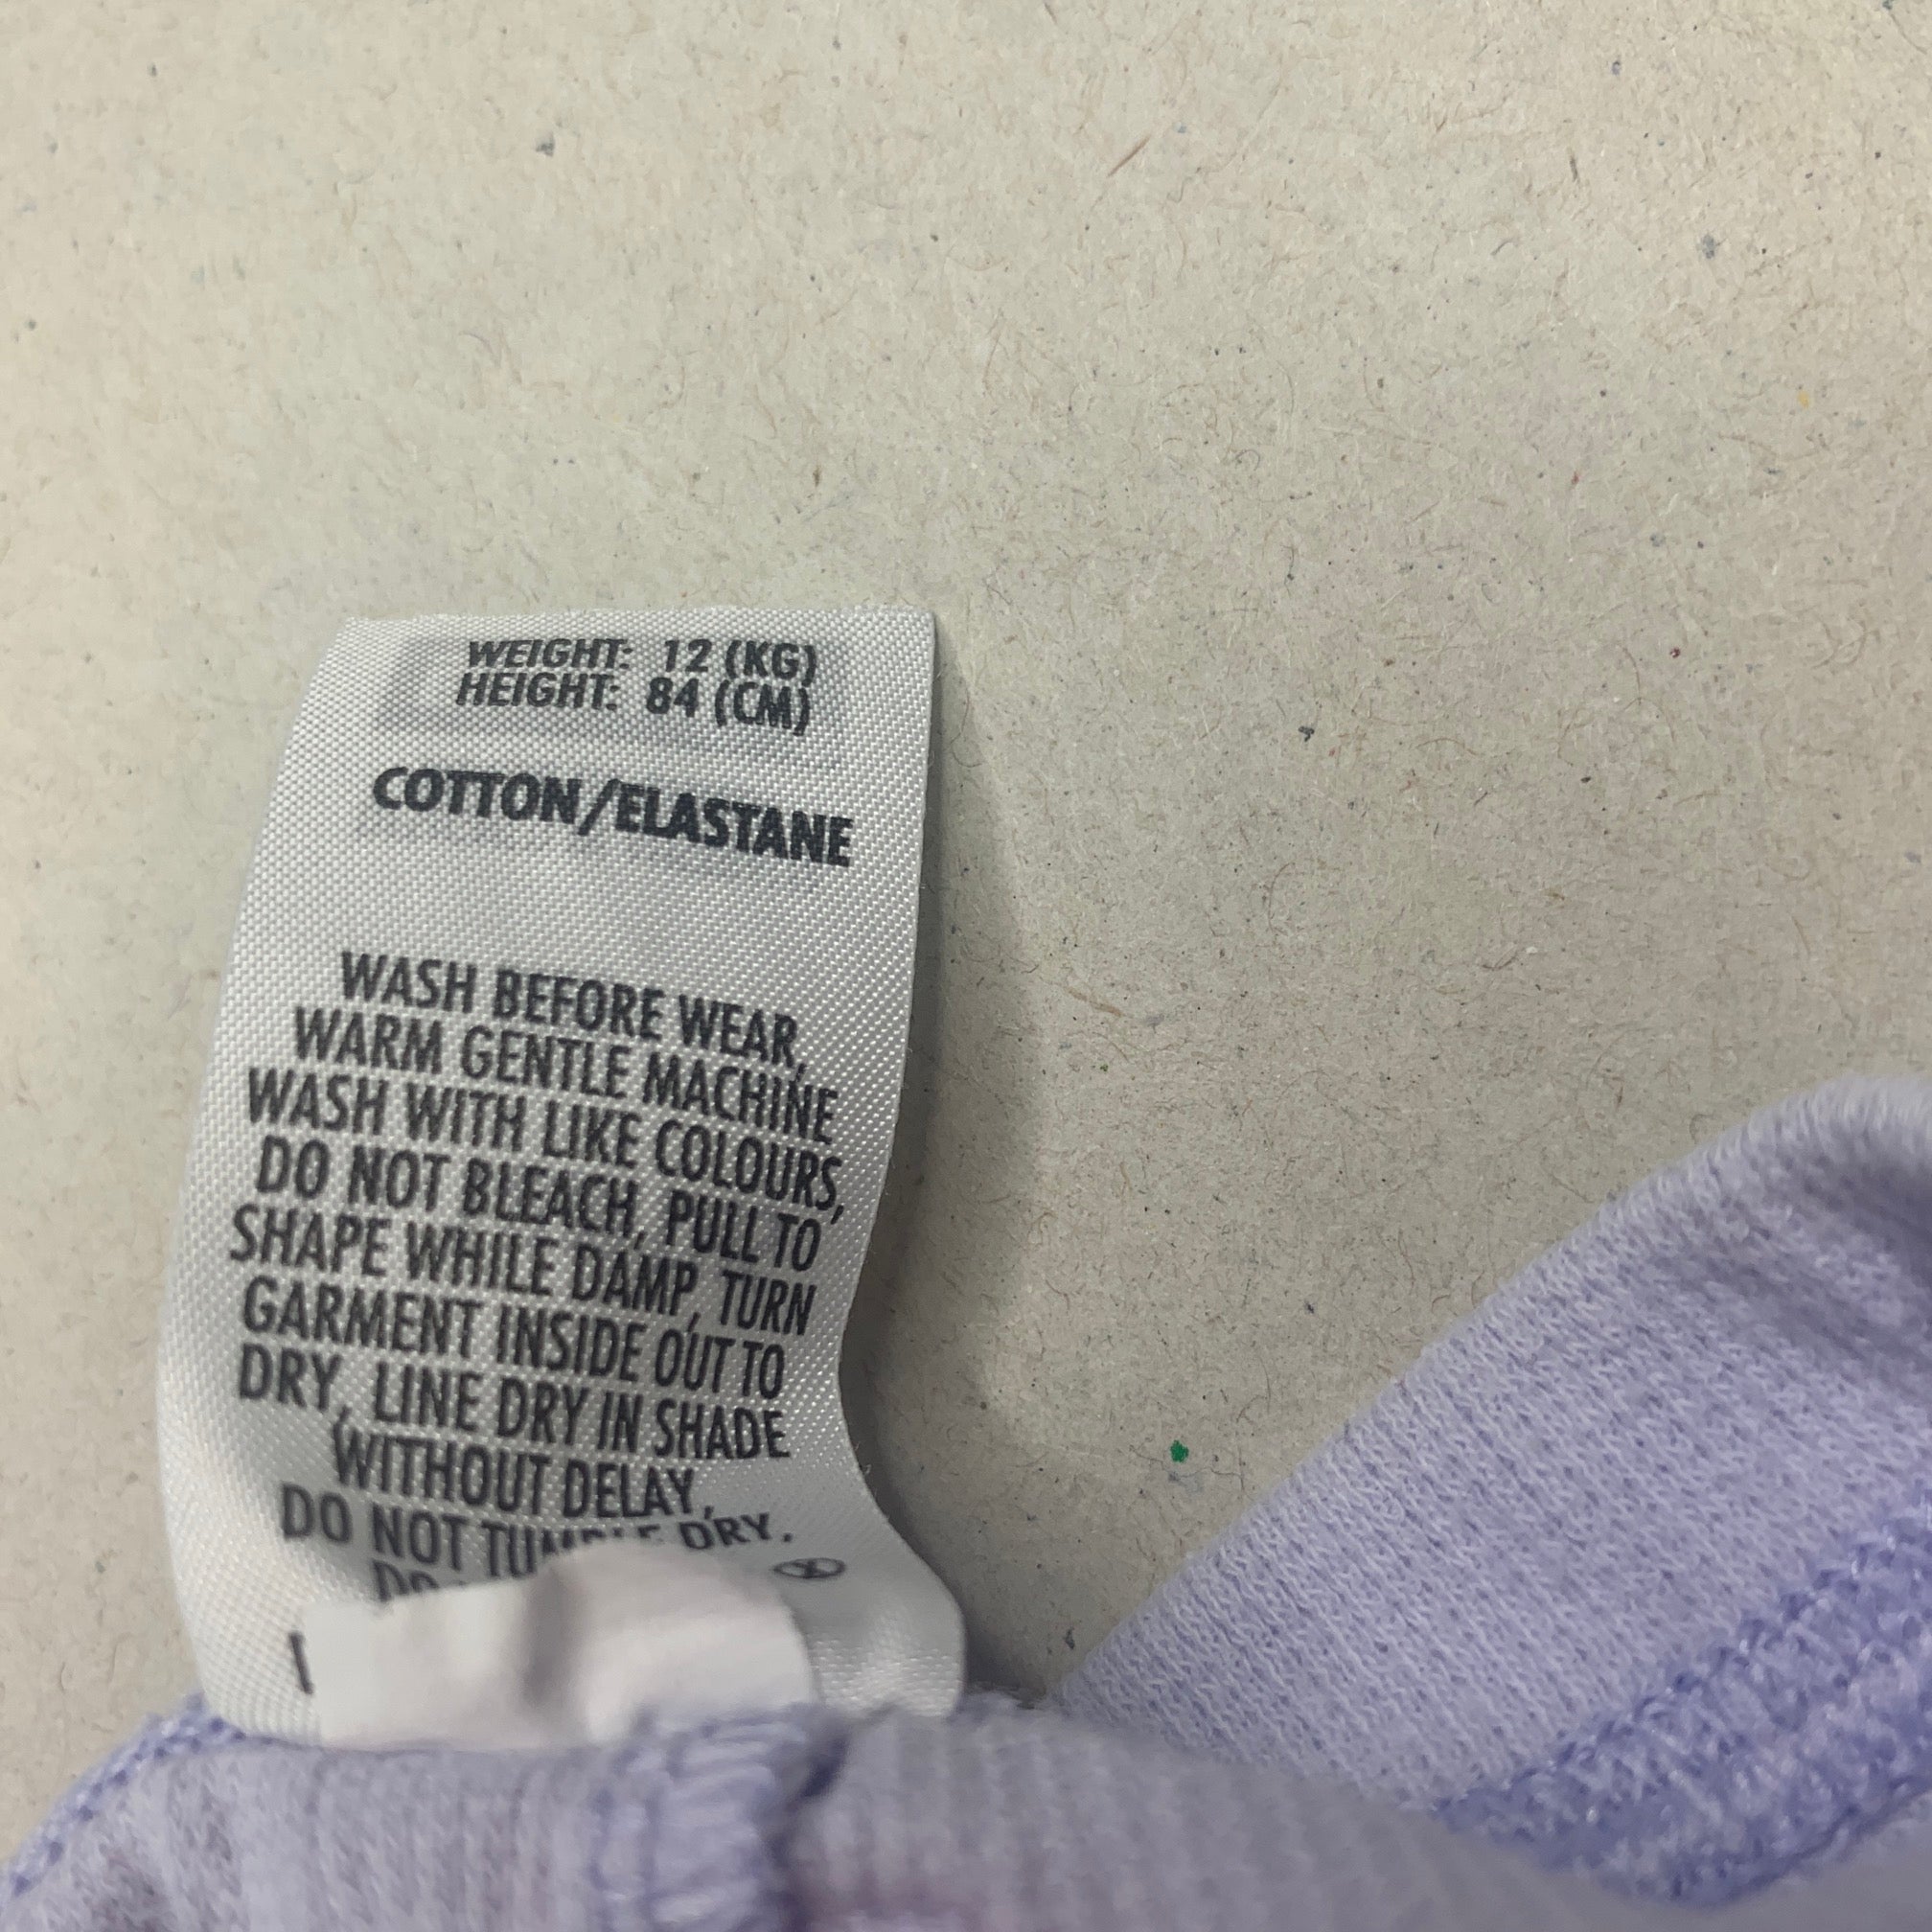 WEIGHT: 12 (KG)
HEIGHT: 84 (CM)
COTTON/ELASTANE
WASH BEFORE WEAR,
WARM GENTLE MACHINE
WASH WITH LIKE COLOURS,
DO NOT BLEACH, PULL TO
SHAPE WHILE DAMP, TURN
GARMENT INSIDE OUT TO
DRY, LINE DRY IN SHADE
WITHOUT DELAY,
DO NOT TUMBLE DRY.